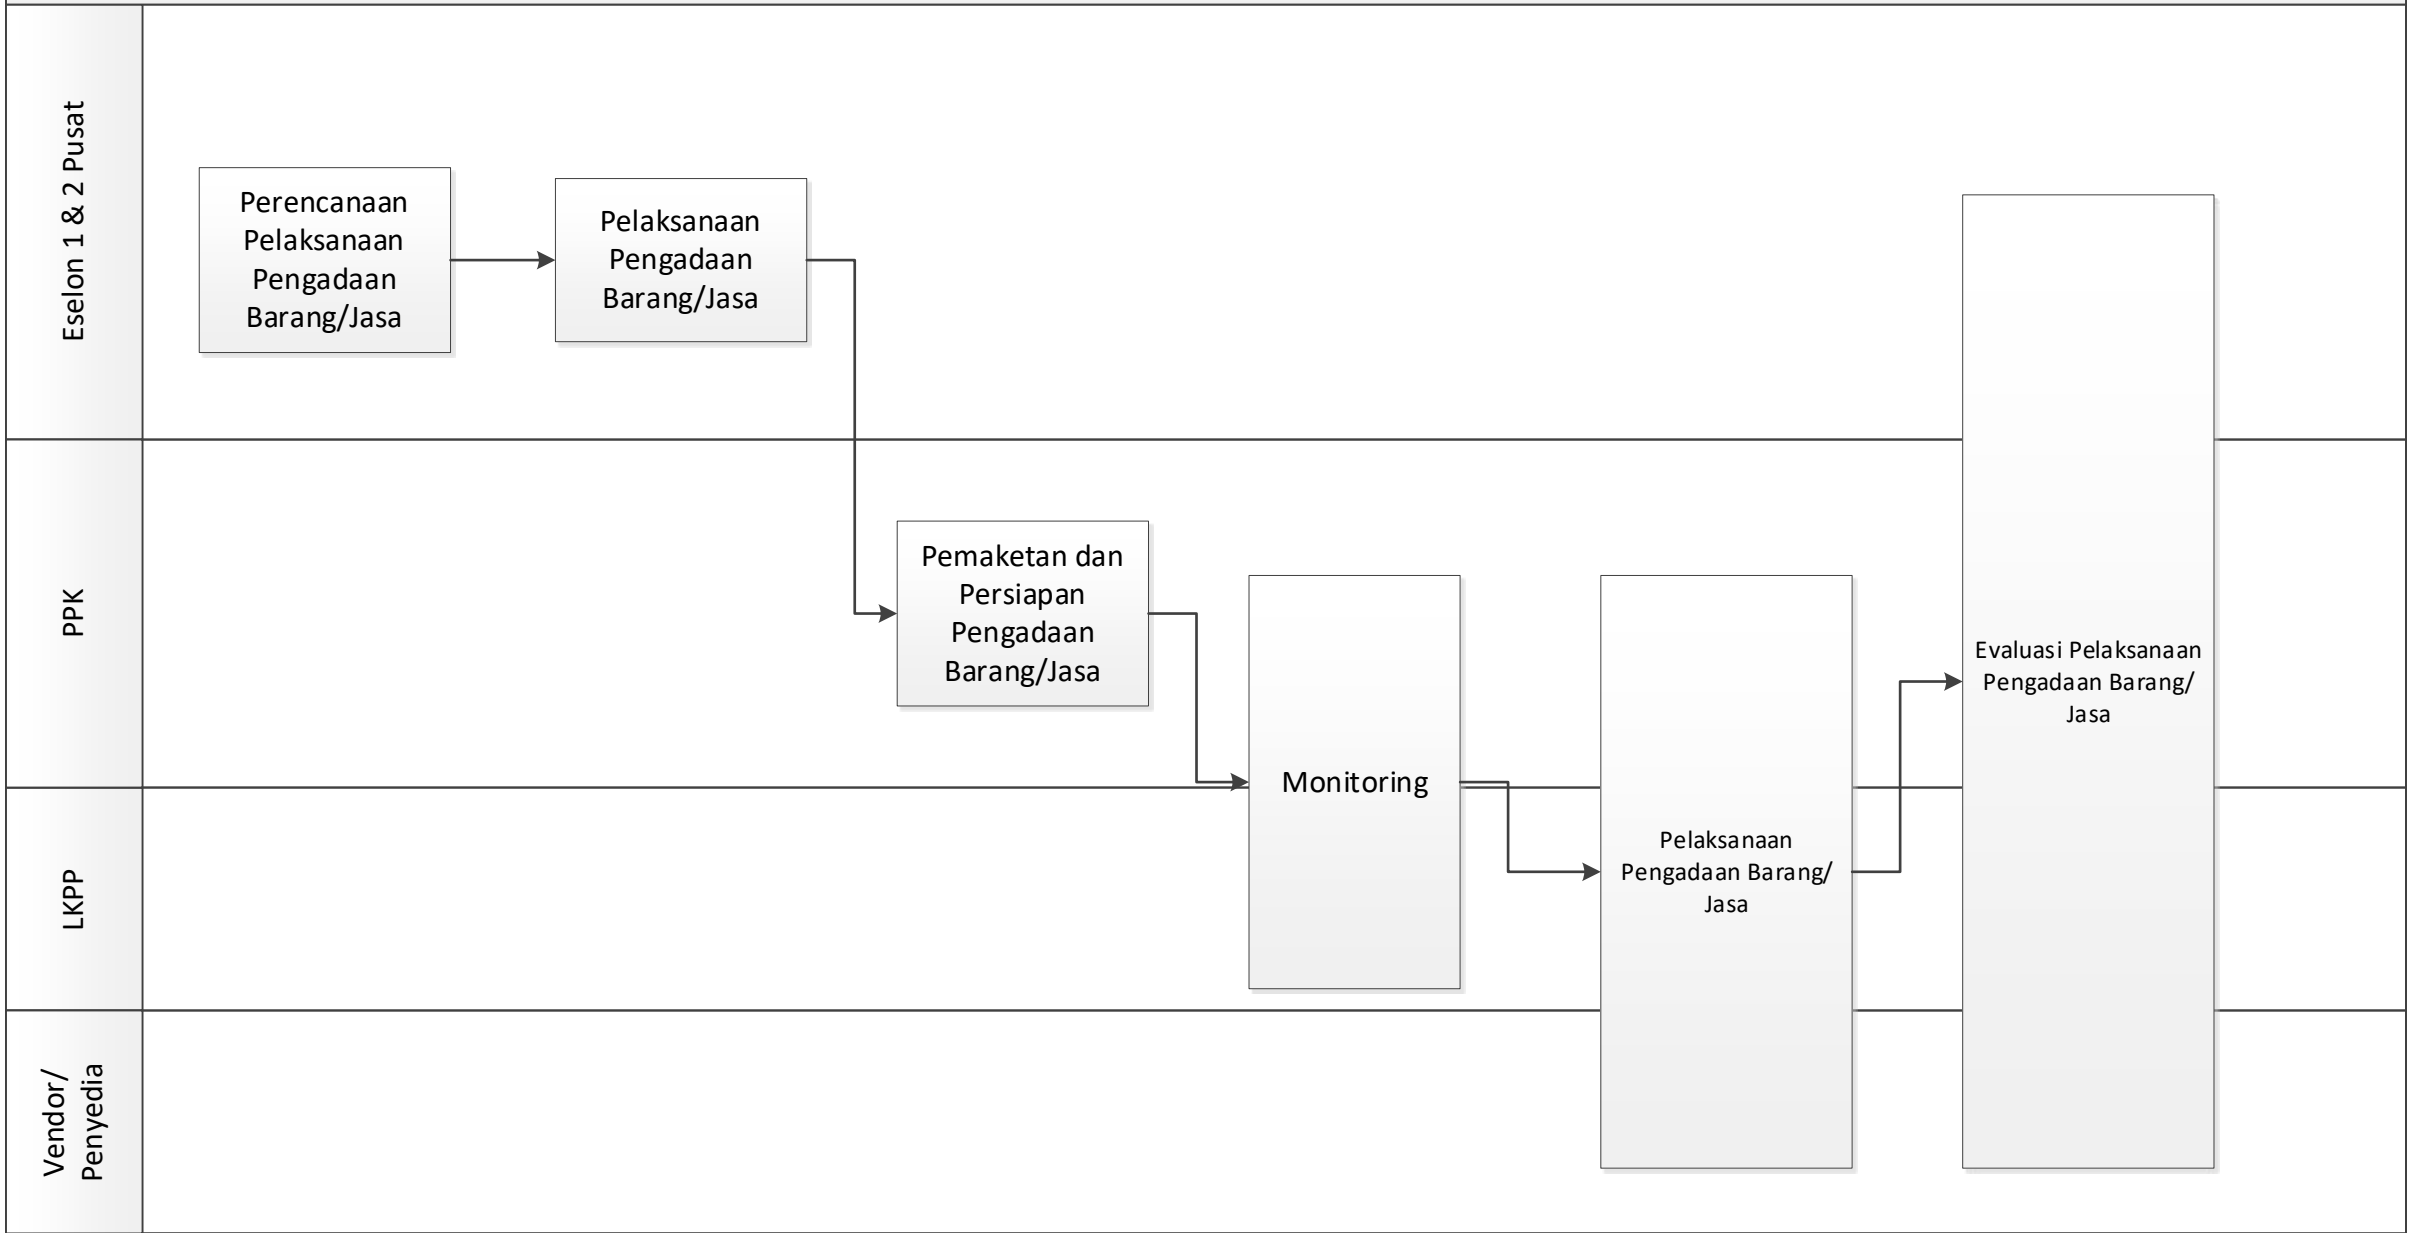 Eselon 1 & 2 Pusat
Perencanaan
Pelaksanaan
Pengadaan
Barang/Jasa
Pelaksanaan
Pengadaan
Barang/Jasa
PPK
Pemaketan dan
Persiapan
Pengadaan
Barang/Jasa
Monitoring
Pelaksanaan
Pengadaan Barang/
Jasa
Evaluasi Pelaksanaan
Pengadaan Barang/
Jasa
LKPP
Vendor/
Penyedia